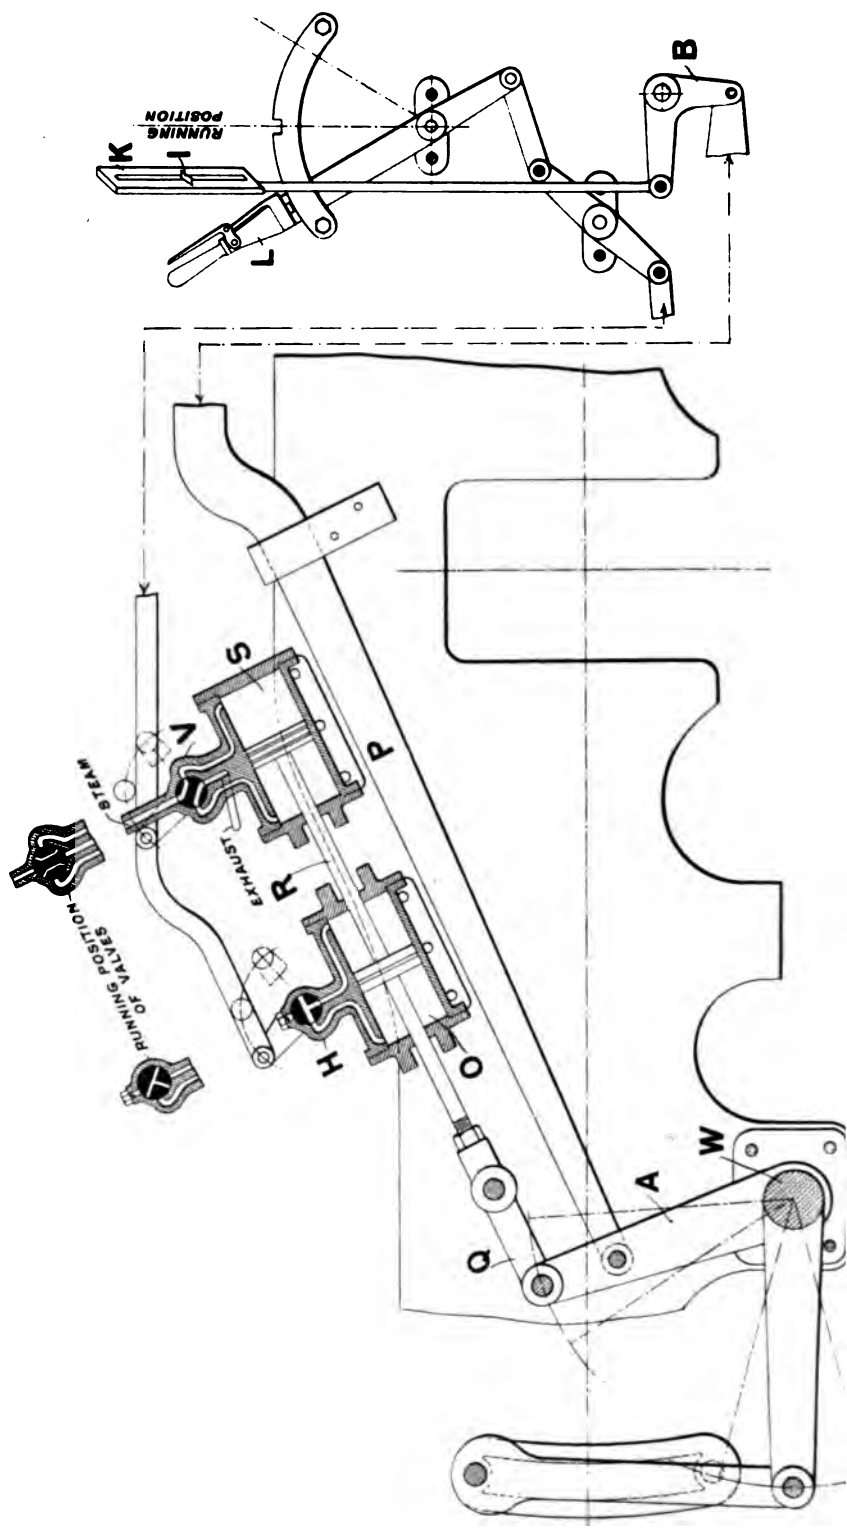 K
I
L
B
RUNNING
POSITION
STEAM
V
S
EXHAUST
RUNNING POSITION
OF VALVES
R
P
H
O
Q
A
W